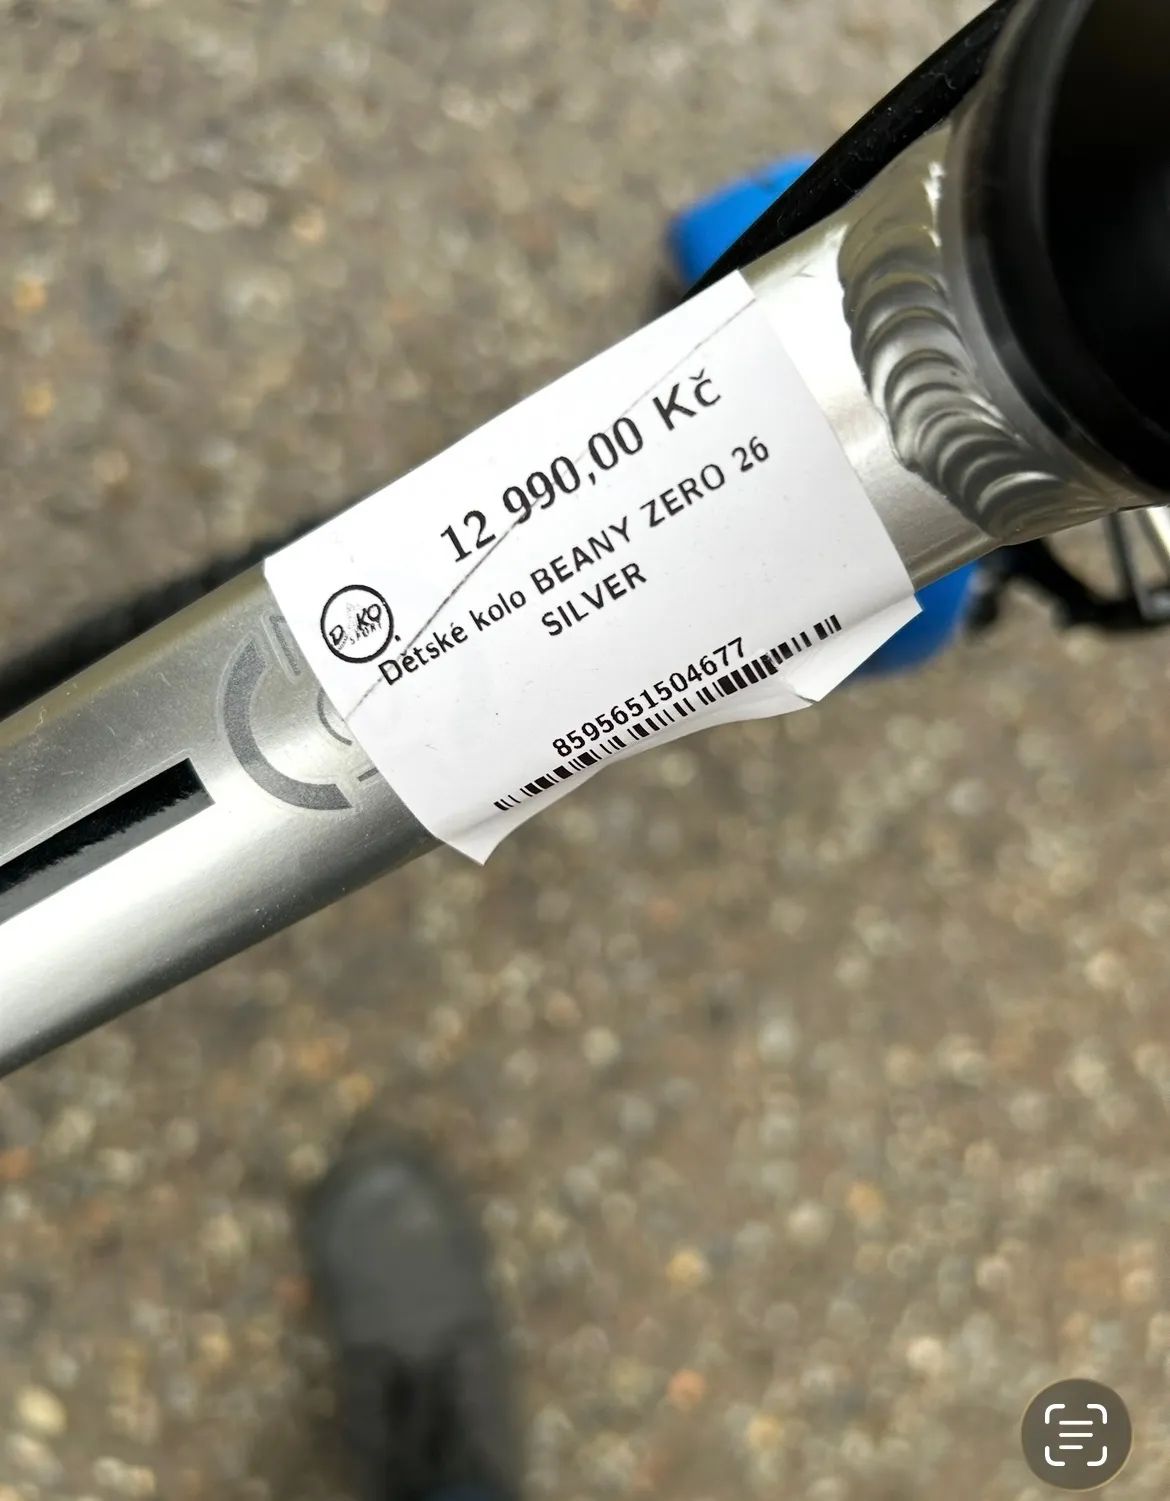 12 990,00 Kč
Dětské kolo BEANY ZERO 26
SILVER
8595651504677